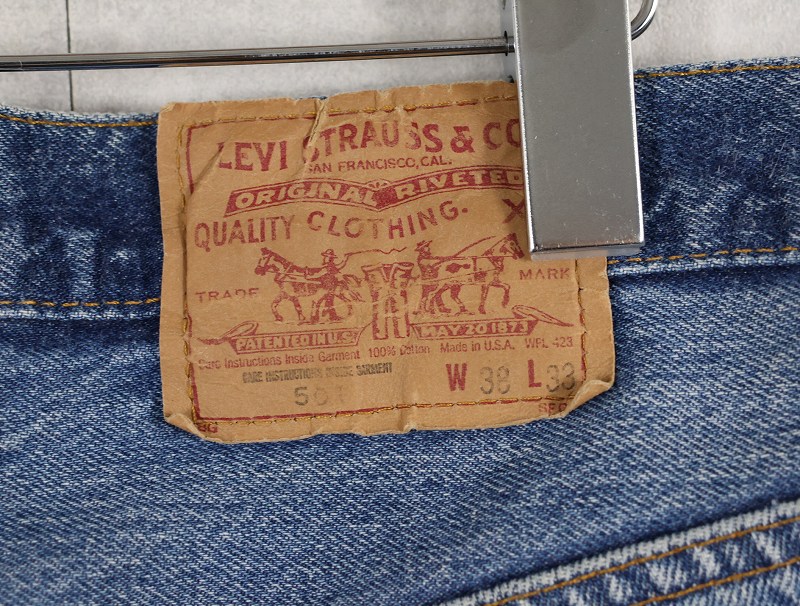 LEVI STRAUSS & CO
SAN FRANCISCO, CAL.
ORIGINAL RIVETED
QUALITY CLOTHING. X
TRADE MARK
PATENTED IN U.S. MAY 20 1873
Care Instructions Inside Garment 100% Cotton Made in U.S.A. WPL 423
CARE INSTRUCTIONS INSIDE GARMENT
W 38 L 33